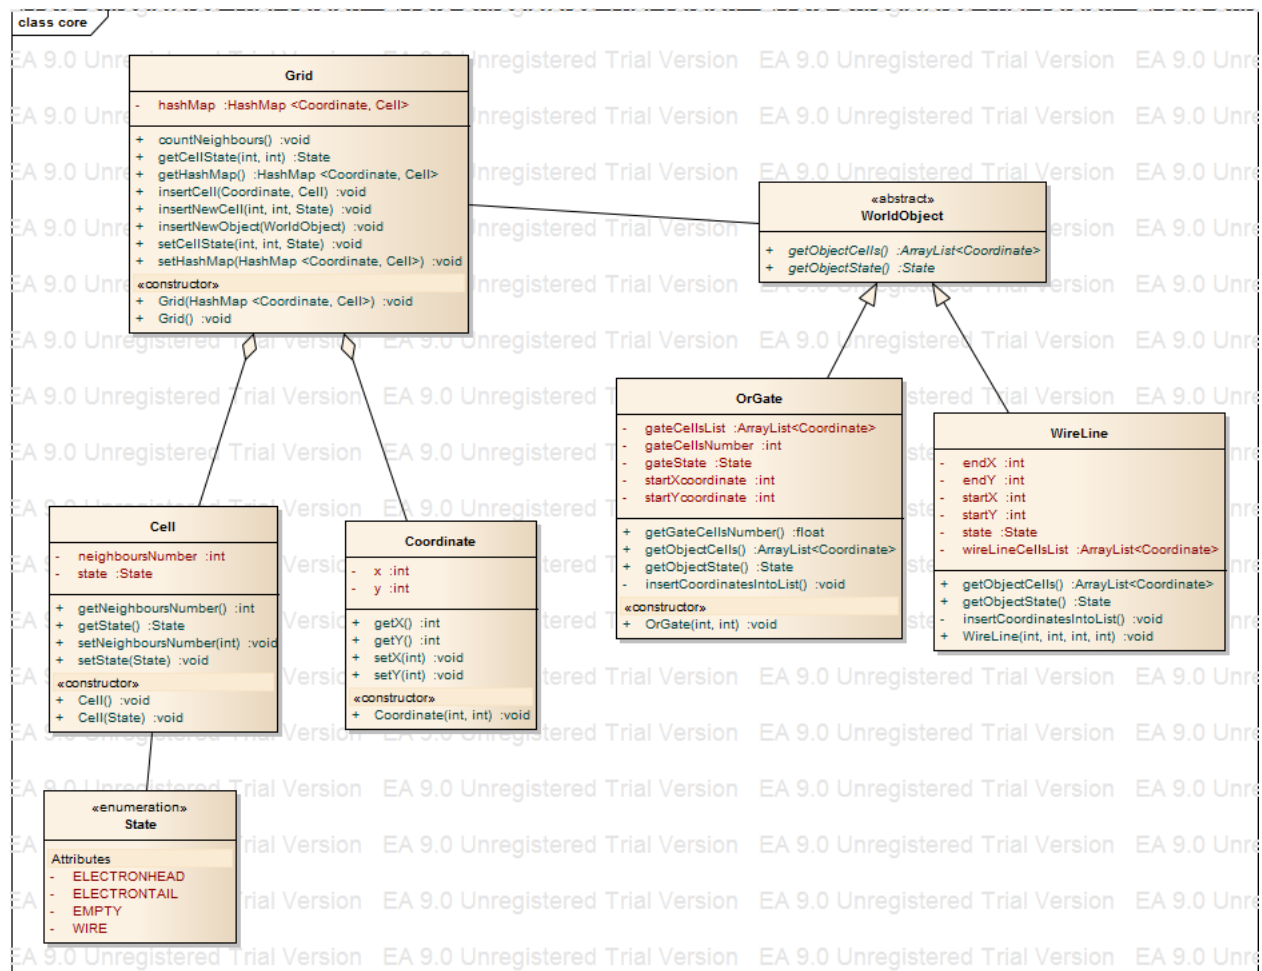 class core
Grid
- hashMap :HashMap <Coordinate, Cell>
+ countNeighbours() :void
+ getCellState(int, int) :State
+ getHashMap() :HashMap <Coordinate, Cell>
+ insertCell(Coordinate, Cell) :void
+ insertNewCell(int, int, State) :void
+ insertNewObject(WorldObject) :void
+ setCellState(int, int, State) :void
+ setHashMap(HashMap <Coordinate, Cell>) :void
«constructor»
+ Grid(HashMap <Coordinate, Cell>) :void
+ Grid() :void
«abstract»
WorldObject
+ getObjectCells() :ArrayList<Coordinate>
+ getObjectState() :State
OrGate
- gateCellsList :ArrayList<Coordinate>
- gateCellsNumber :int
- gateState :State
- startXcoordinate :int
- startYcoordinate :int
+ getGateCellsNumber() :float
+ getObjectCells() :ArrayList<Coordinate>
+ getObjectState() :State
- insertCoordinatesIntoList() :void
«constructor»
+ OrGate(int, int) :void
WireLine
- endX :int
- endY :int
- startX :int
- startY :int
- state :State
- wireLineCellsList :ArrayList<Coordinate>
+ getObjectCells() :ArrayList<Coordinate>
+ getObjectState() :State
- insertCoordinatesIntoList() :void
+ WireLine(int, int, int, int) :void
Cell
- neighboursNumber :int
- state :State
+ getNeighboursNumber() :int
+ getState() :State
+ setNeighboursNumber(int) :void
+ setState(State) :void
«constructor»
+ Cell() :void
+ Cell(State) :void
Coordinate
- x :int
- y :int
+ getX() :int
+ getY() :int
+ setX(int) :void
+ setY(int) :void
«constructor»
+ Coordinate(int, int) :void
«enumeration»
State
Attributes
- ELECTRONHEAD
- ELECTRONTAIL
- EMPTY
- WIRE
EA 9.0 Unregistered Trial Version